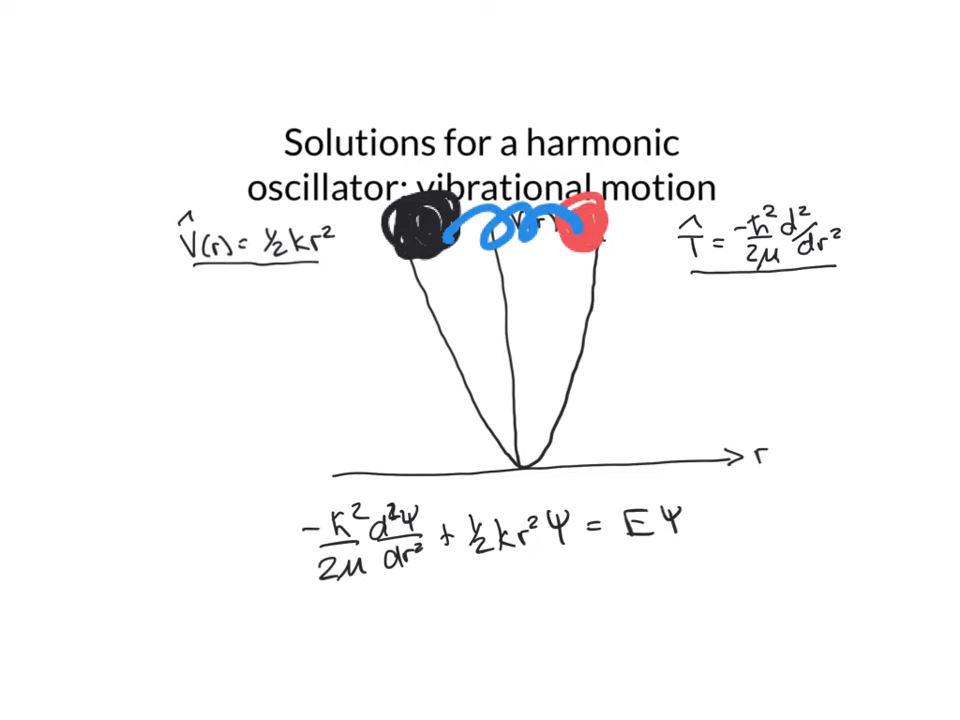 Solutions for a harmonic
oscillator: vibrational motion
V̂(r) = ½kr²
V(r)
T̂ = -ħ²/2μ d²/dr²
r
-ħ²/2μ d²Ψ/dr² + ½kr²Ψ = EΨ